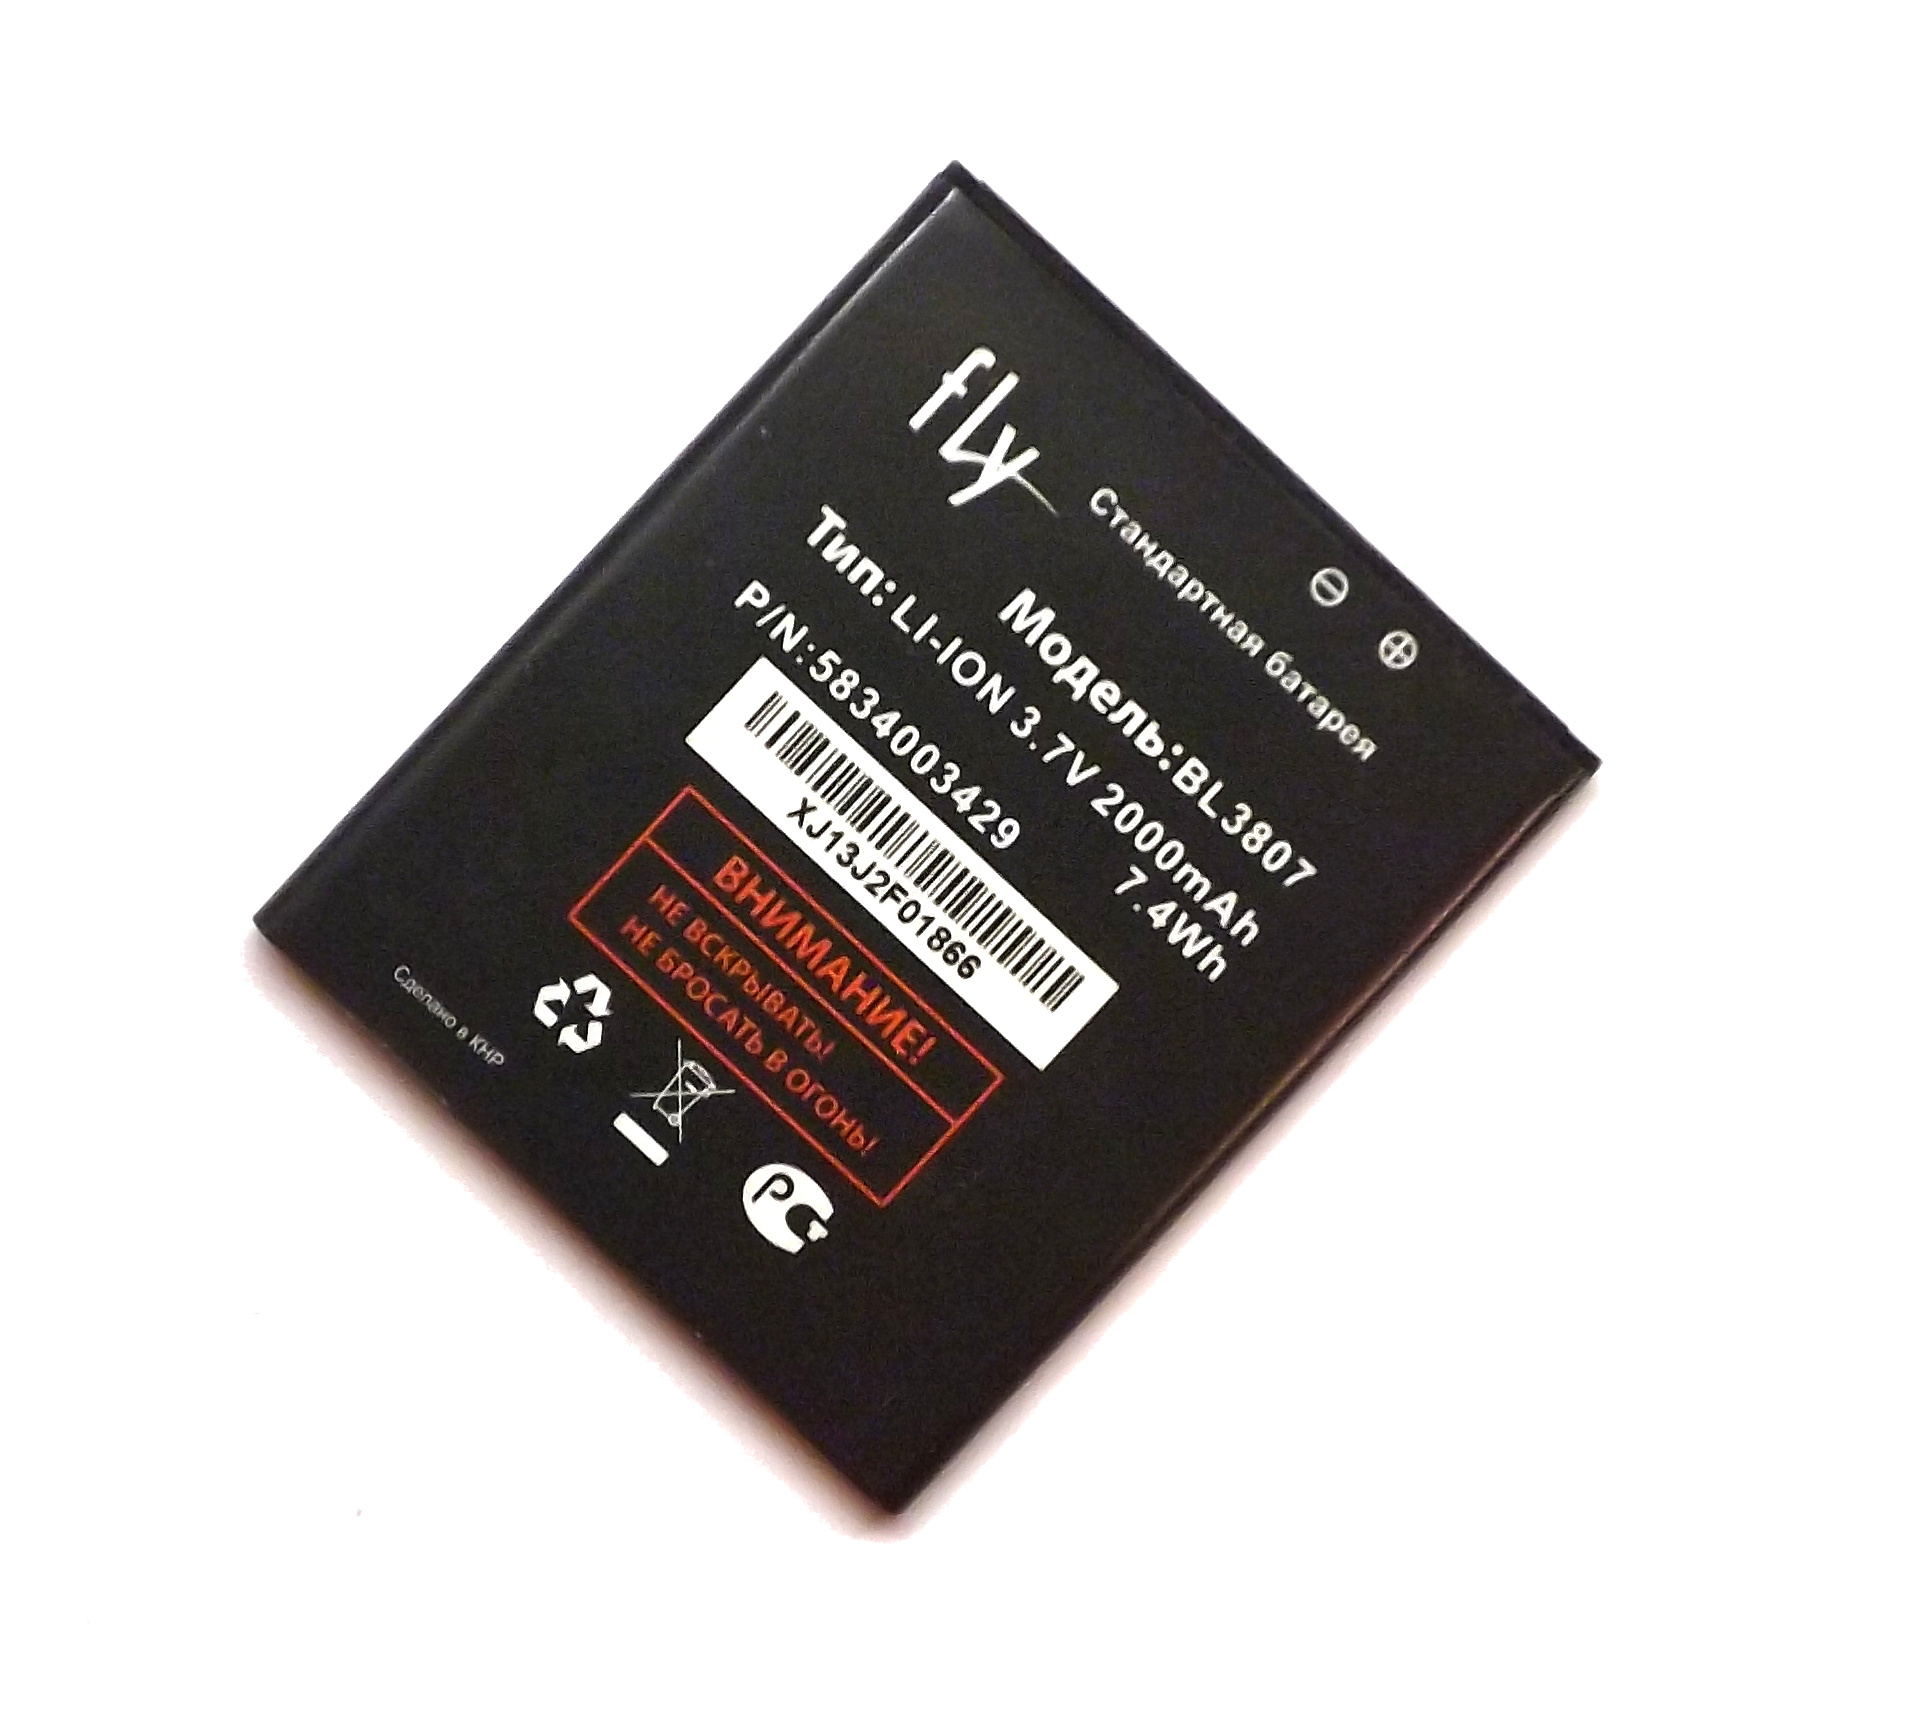 fly
Стандартная батарея
Модель:BL3807
Тип: LI-ION 3.7V 2000mAh
7.4Wh
P/N:5834003429
XJ13J2F01866
ВНИМАНИЕ!
НЕ ВСКРЫВАТЬ!
НЕ БРОСАТЬ В ОГОНЬ!
РСт
Сделано в КНР